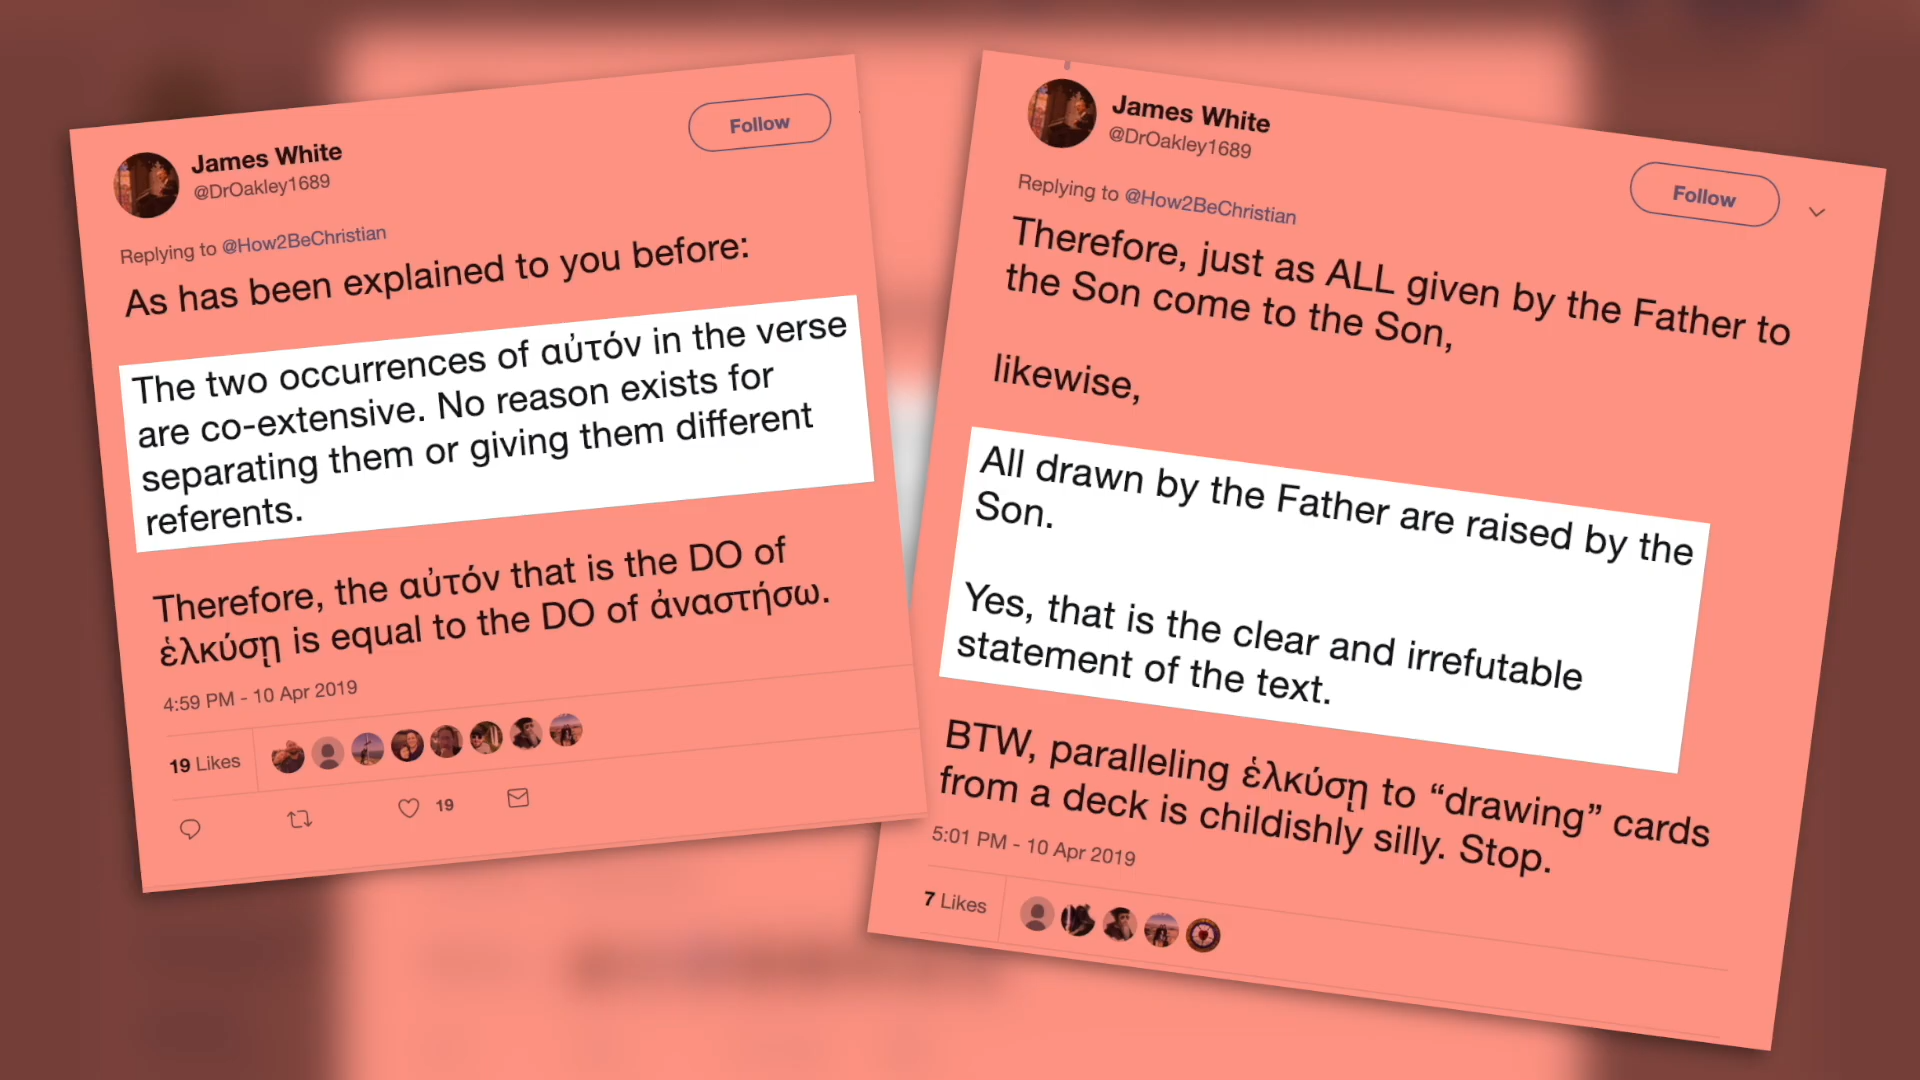 James White
@DrOakley1689
Follow
Replying to @How2BeChristian
As has been explained to you before:
The two occurrences of αὐτόν in the verse
are co-extensive. No reason exists for
separating them or giving them different
referents.
Therefore, the αὐτόν that is the DO of
ἑλκύσῃ is equal to the DO of ἀναστήσω.
4:59 PM - 10 Apr 2019
19 Likes
19
James White
@DrOakley1689
Follow
Replying to @How2BeChristian
Therefore, just as ALL given by the Father to
the Son come to the Son,
likewise,
All drawn by the Father are raised by the
Son.
Yes, that is the clear and irrefutable
statement of the text.
BTW, paralleling ἑλκύσῃ to “drawing” cards
from a deck is childishly silly. Stop.
5:01 PM - 10 Apr 2019
7 Likes